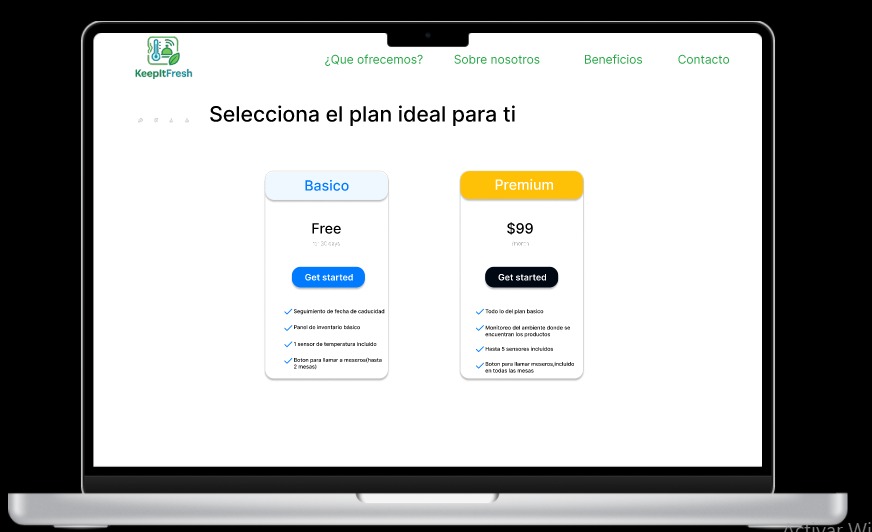 KeepItFresh
¿Que ofrecemos?
Sobre nosotros
Beneficios
Contacto
Selecciona el plan ideal para ti
Basico
Free
for 30 days
Get started
Seguimiento de fecha de caducidad
Panel de inventario básico
1 sensor de temperatura incluido
Boton para llamar a meseros(hasta
2 mesas)
Premium
$99
/month
Get started
Todo lo del plan basico
Monitoreo del ambiente donde se
encuentran los productos
Hasta 5 sensores incluidos
Boton para llamar meseros,incluido
en todas las mesas
Activar Wi